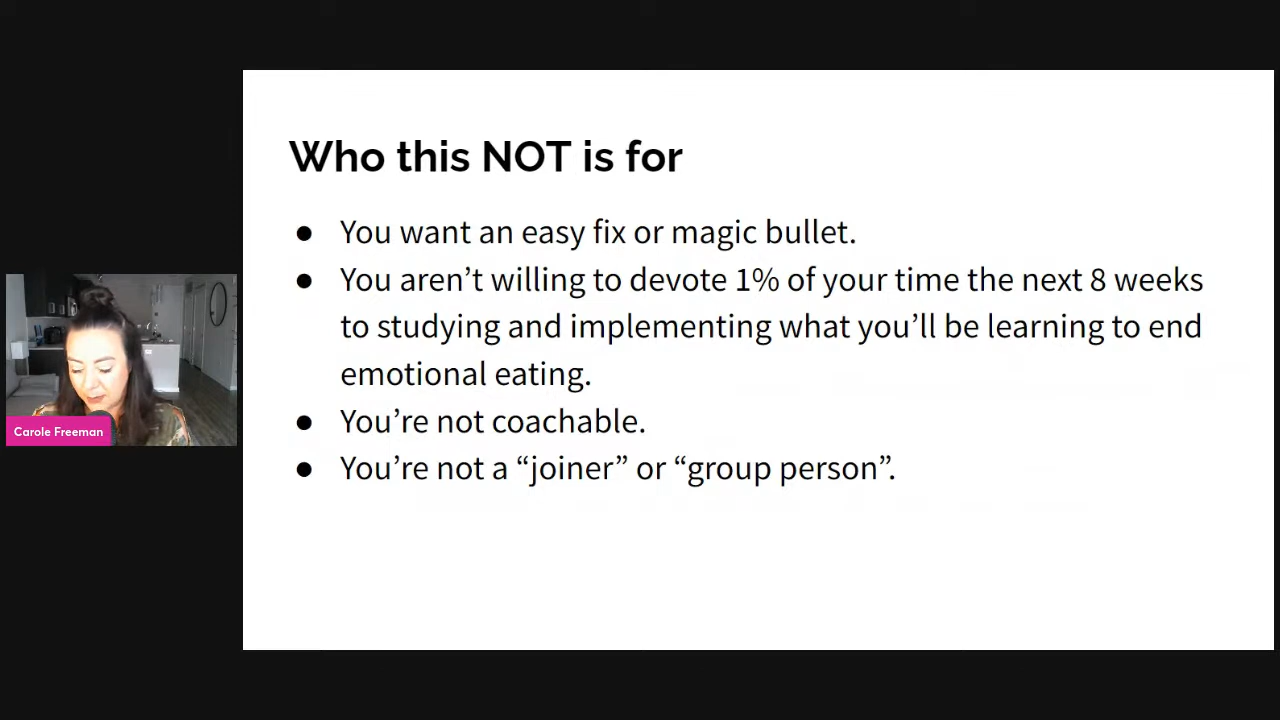 Who this NOT is for
● You want an easy fix or magic bullet.
● You aren’t willing to devote 1% of your time the next 8 weeks
to studying and implementing what you’ll be learning to end
emotional eating.
● You’re not coachable.
● You’re not a “joiner” or “group person”.
Carole Freeman